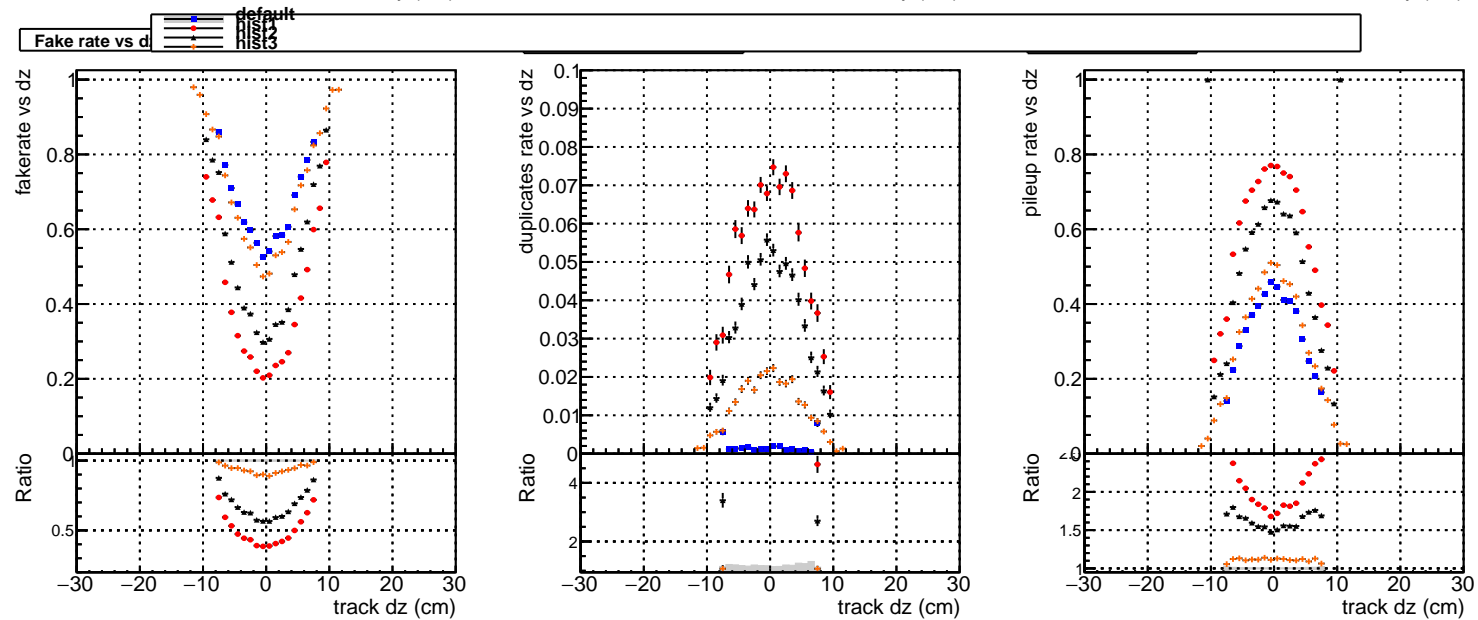 default
hist1
hist2
hist3
Fake rate vs dz
fakerate vs dz
1
0.8
0.6
0.4
0.2
0
Ratio
1
0.5
−30 −20 −10 0 10 20 30
track dz (cm)
duplicates rate vs dz
0.1
0.09
0.08
0.07
0.06
0.05
0.04
0.03
0.02
0.01
0
Ratio
4
2
−30 −20 −10 0 10 20 30
track dz (cm)
pileup rate vs dz
1
0.8
0.6
0.4
0.2
0
Ratio
2
1.5
1
−30 −20 −10 0 10 20 30
track dz (cm)